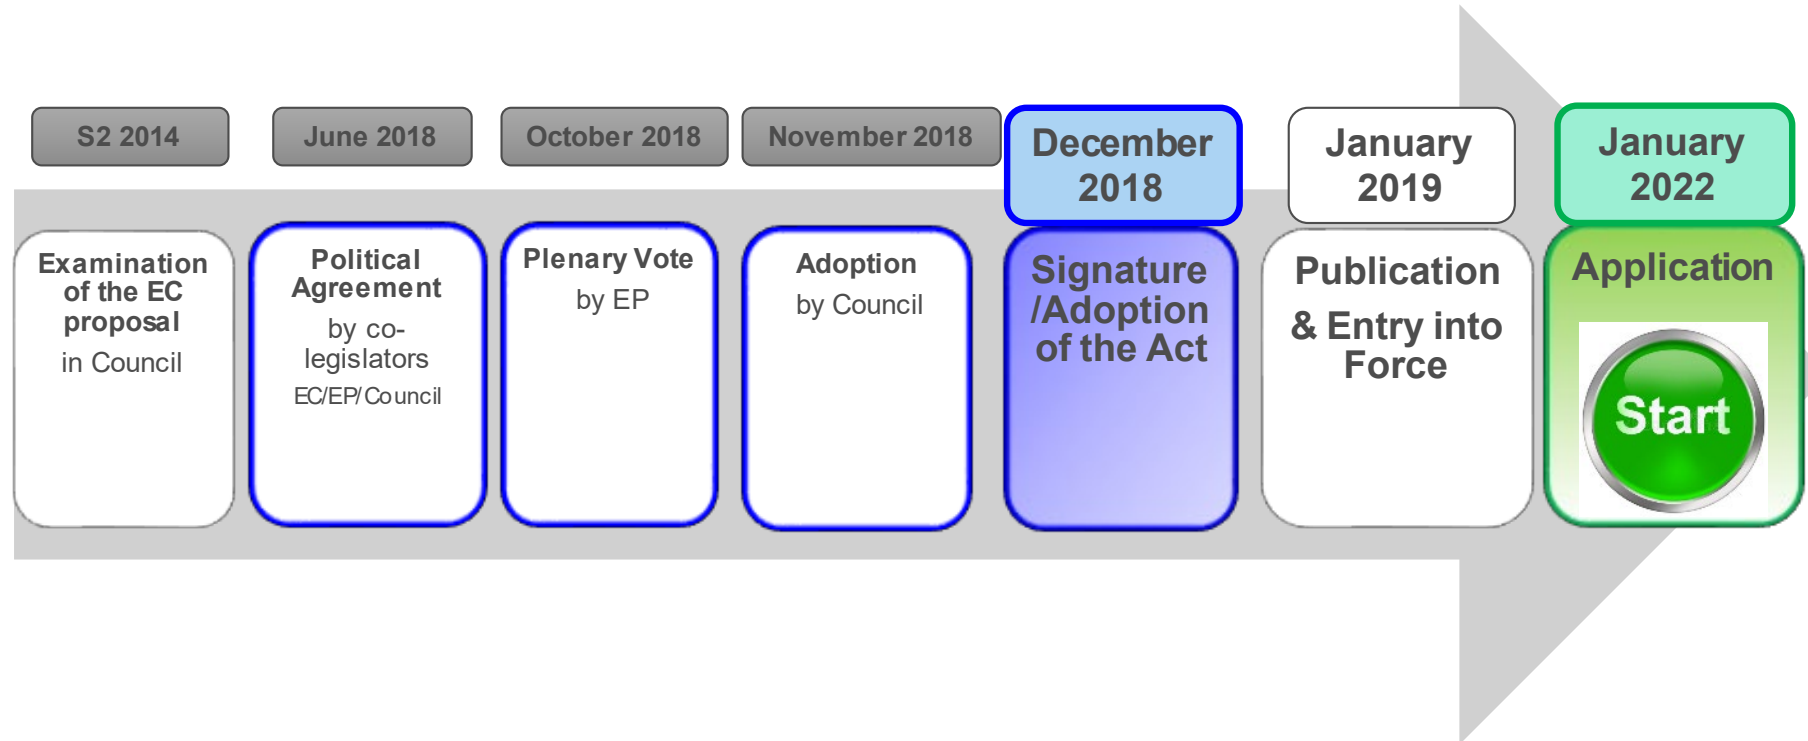 S2 2014
June 2018
October 2018
November 2018
December
2018
January
2019
January
2022
Examination
of the EC
proposal
in Council
Political
Agreement
by co-
legislators
EC/EP/Council
Plenary Vote
by EP
Adoption
by Council
Signature
/Adoption
of the Act
Publication
& Entry into
Force
Application
Start